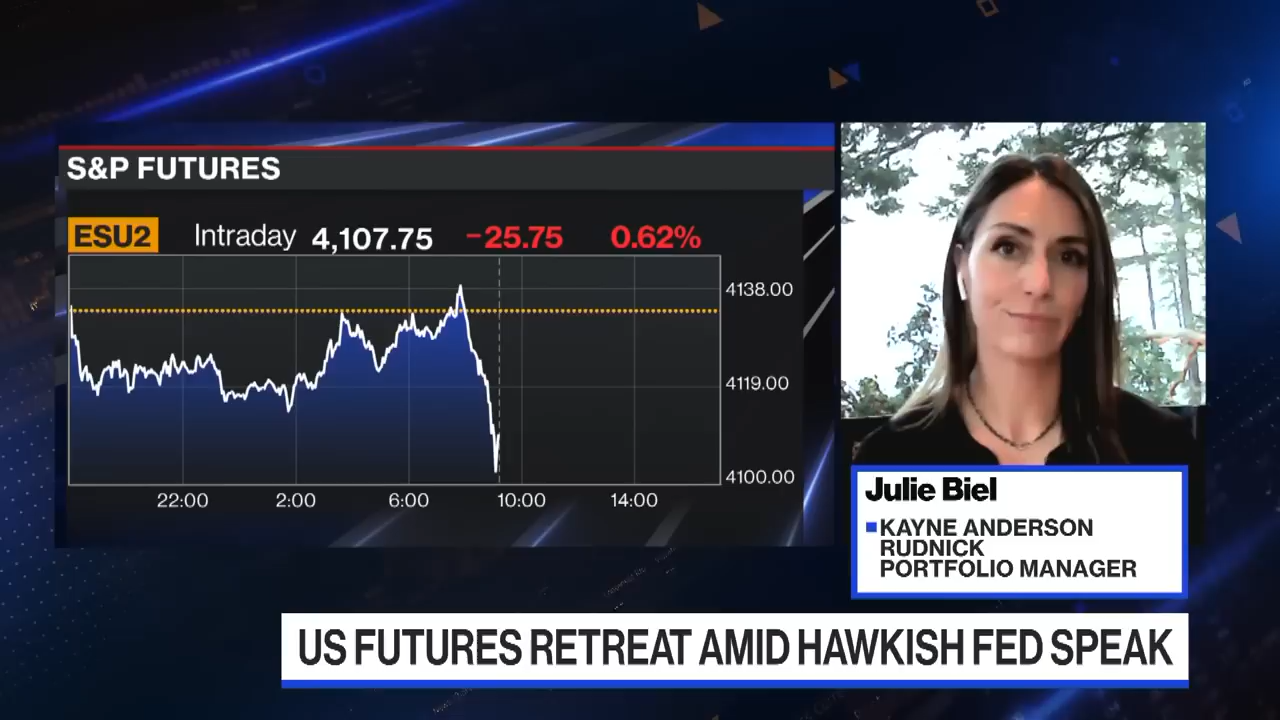 S&P FUTURES
ESU2 Intraday 4,107.75 -25.75 0.62%
4138.00
4119.00
4100.00
22:00 2:00 6:00 10:00 14:00
Julie Biel
KAYNE ANDERSON
RUDNICK
PORTFOLIO MANAGER
US FUTURES RETREAT AMID HAWKISH FED SPEAK